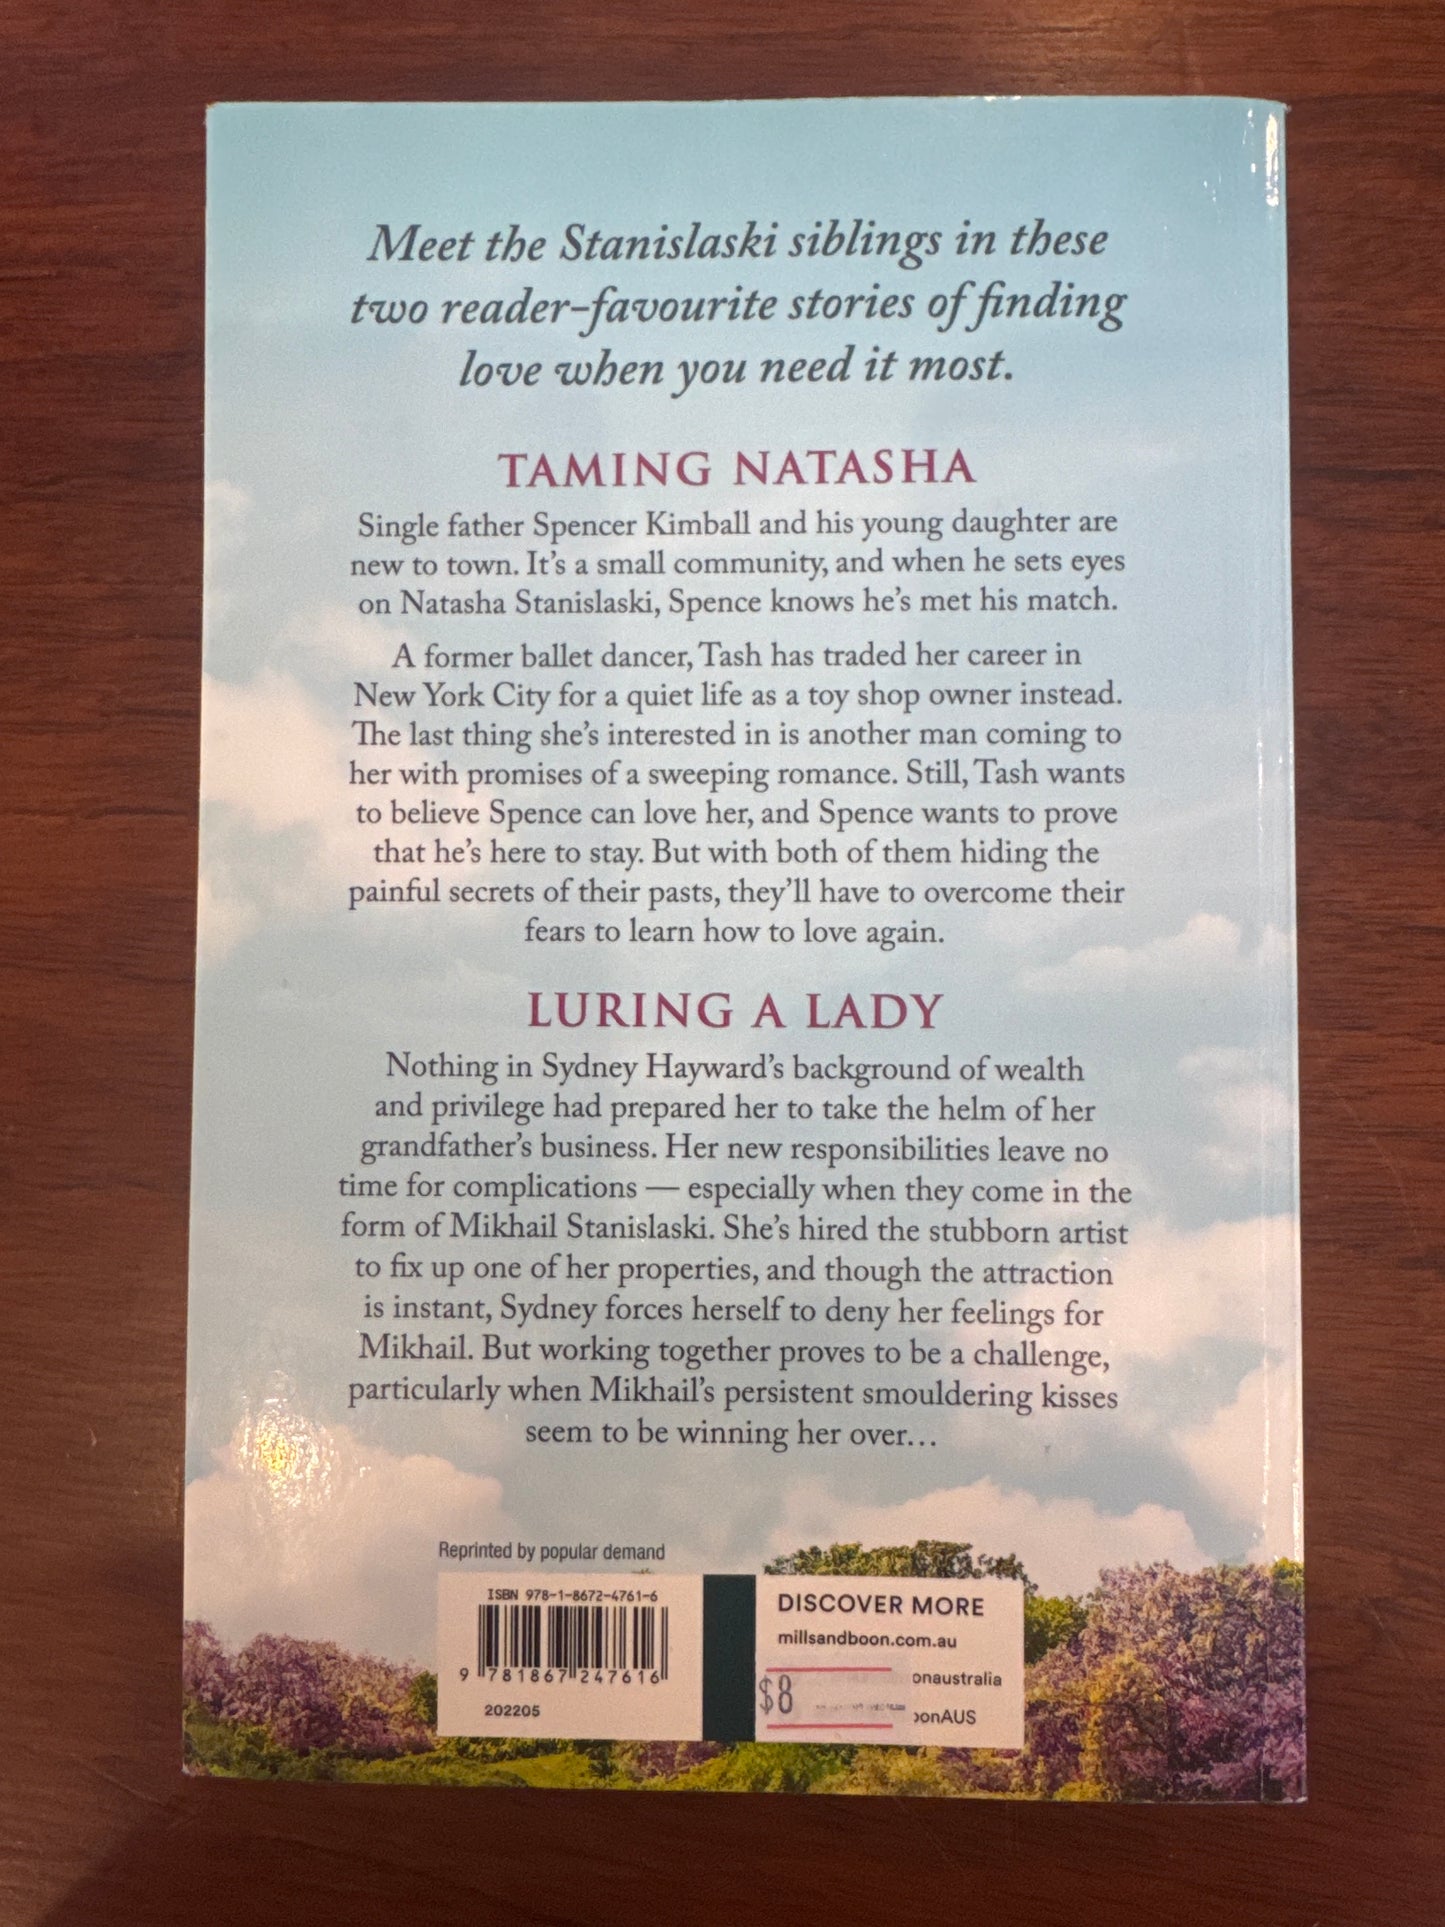 Meet the Stanislaski siblings in these
two reader-favourite stories of finding
love when you need it most.
TAMING NATASHA
Single father Spencer Kimball and his young daughter are
new to town. It's a small community, and when he sets eyes
on Natasha Stanislaski, Spence knows he's met his match.
A former ballet dancer, Tash has traded her career in
New York City for a quiet life as a toy shop owner instead.
The last thing she's interested in is another man coming to
her with promises of a sweeping romance. Still, Tash wants
to believe Spence can love her, and Spence wants to prove
that he's here to stay. But with both of them hiding the
painful secrets of their pasts, they'll have to overcome their
fears to learn how to love again.
LURING A LADY
Nothing in Sydney Hayward's background of wealth
and privilege had prepared her to take the helm of her
grandfather's business. Her new responsibilities leave no
time for complications — especially when they come in the
form of Mikhail Stanislaski. She's hired the stubborn artist
to fix up one of her properties, and though the attraction
is instant, Sydney forces herself to deny her feelings for
Mikhail. But working together proves to be a challenge,
particularly when Mikhail's persistent smouldering kisses
seem to be winning her over…
Reprinted by popular demand
ISBN 978-1-8672-4761-6
9 781867 247616
202205
DISCOVER MORE
millsandboon.com.au
onaustralia
$8
onAUS